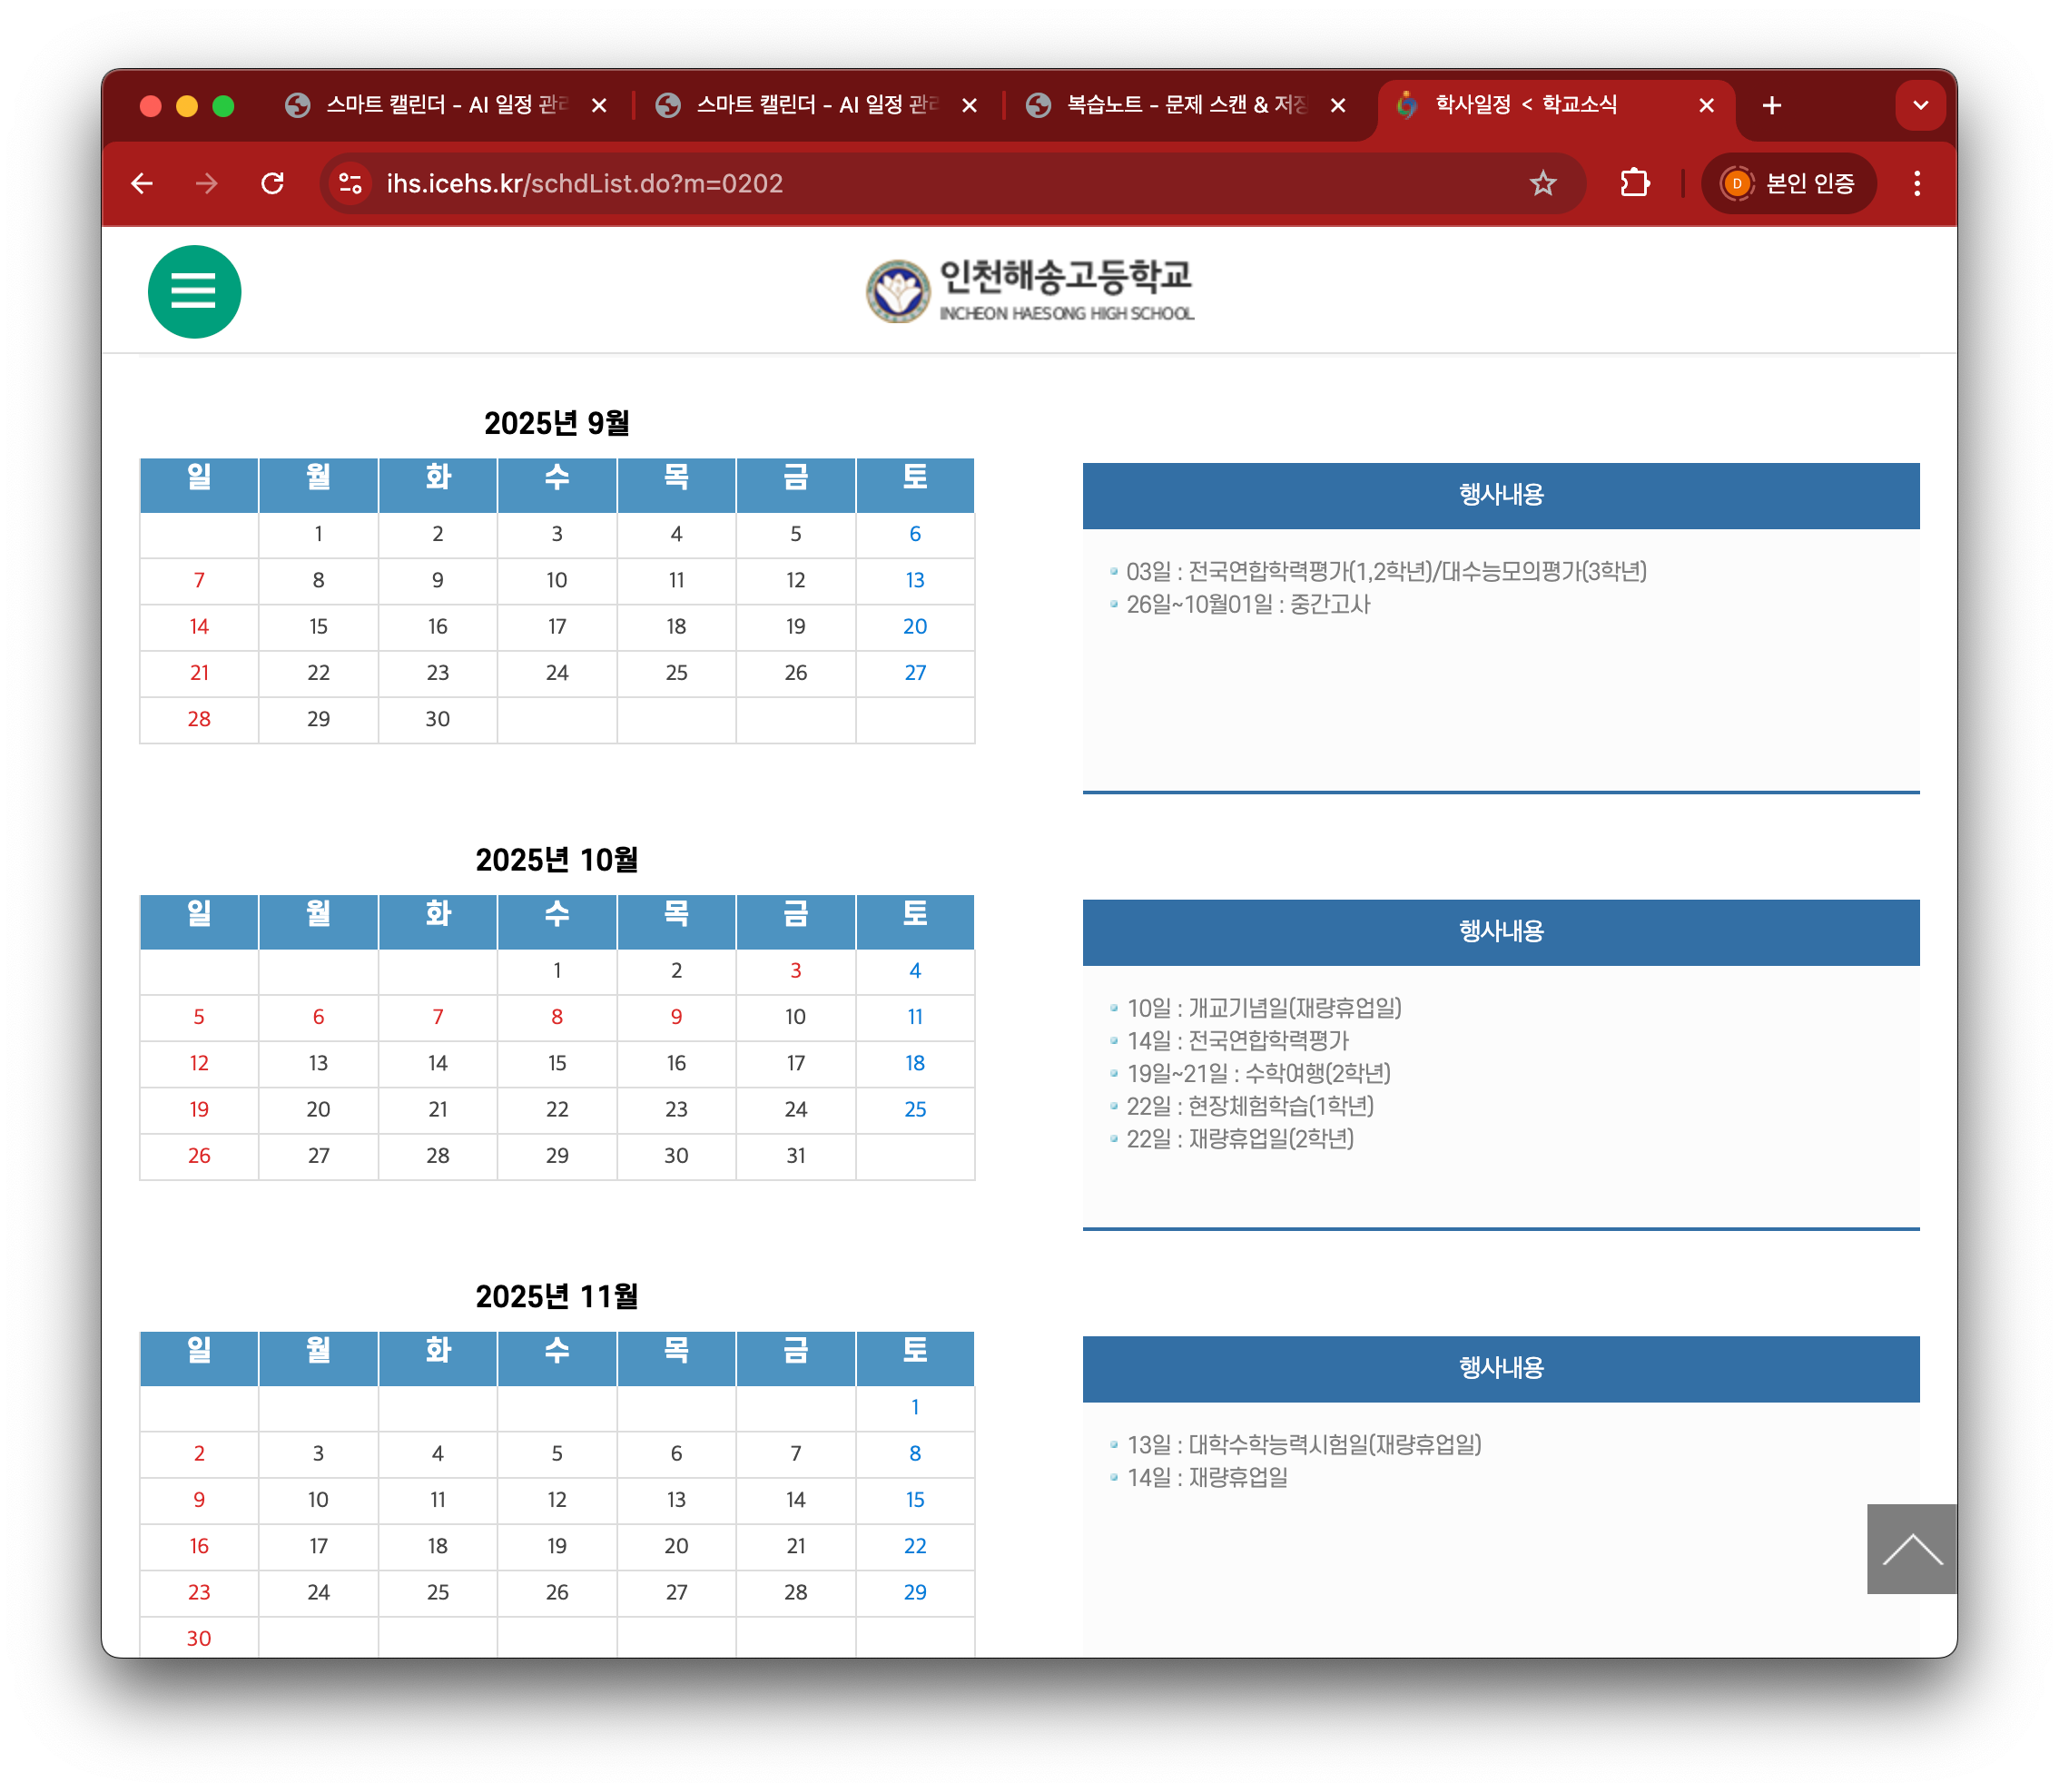 스마트 캘린더 - AI 일정 관
스마트 캘린더 - AI 일정 관
복습노트 - 문제 스캔 & 저장
학사일정 < 학교소식
ihs.icehs.kr/schdList.do?m=0202
D 본인 인증
인천해송고등학교
INCHEON HAESONG HIGH SCHOOL
2025년 9월
일 월 화 수 목 금 토
1 2 3 4 5 6
7 8 9 10 11 12 13
14 15 16 17 18 19 20
21 22 23 24 25 26 27
28 29 30
행사내용
03일 : 전국연합학력평가(1,2학년)/대수능모의평가(3학년)
26일~10월01일 : 중간고사
2025년 10월
일 월 화 수 목 금 토
1 2 3 4
5 6 7 8 9 10 11
12 13 14 15 16 17 18
19 20 21 22 23 24 25
26 27 28 29 30 31
행사내용
10일 : 개교기념일(재량휴업일)
14일 : 전국연합학력평가
19일~21일 : 수학여행(2학년)
22일 : 현장체험학습(1학년)
22일 : 재량휴업일(2학년)
2025년 11월
일 월 화 수 목 금 토
1
2 3 4 5 6 7 8
9 10 11 12 13 14 15
16 17 18 19 20 21 22
23 24 25 26 27 28 29
30
행사내용
13일 : 대학수학능력시험일(재량휴업일)
14일 : 재량휴업일